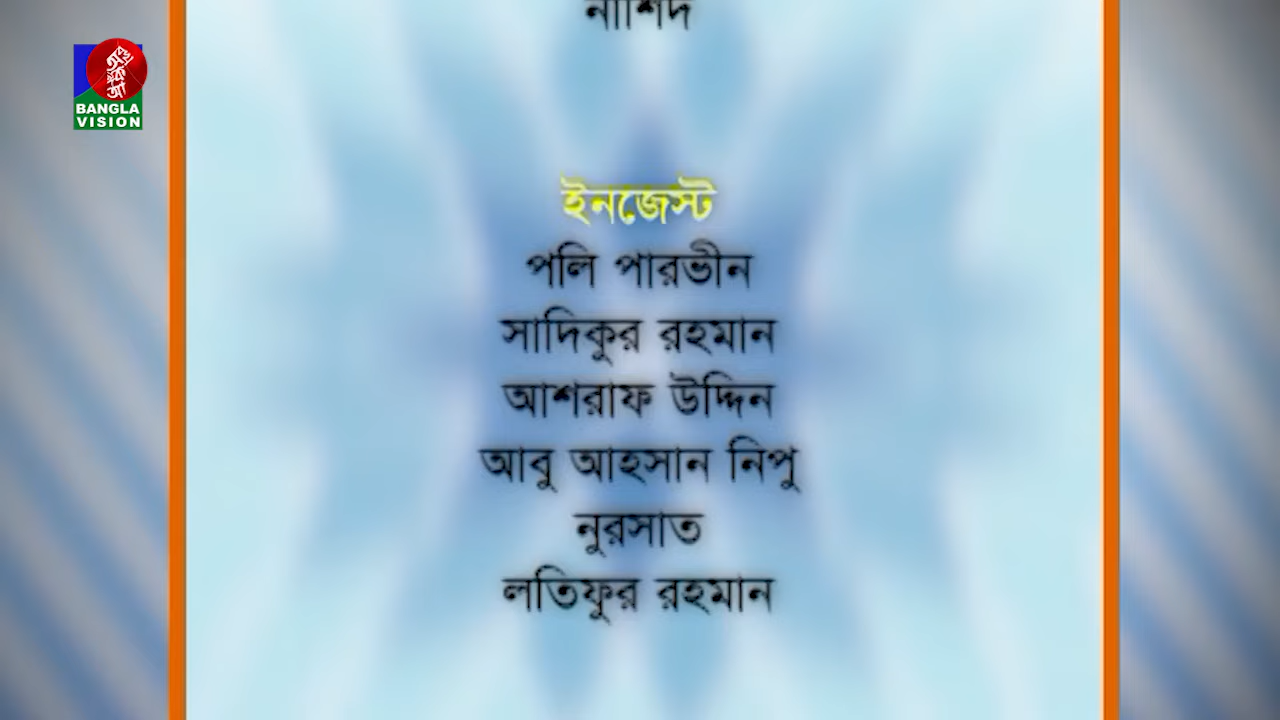 নাশিদ
BANGLA
VISION
ইনজেস্ট
পলি পারভীন
সাদিকুর রহমান
আশরাফ উদ্দিন
আবু আহসান নিপু
নুরসাত
লতিফুর রহমান